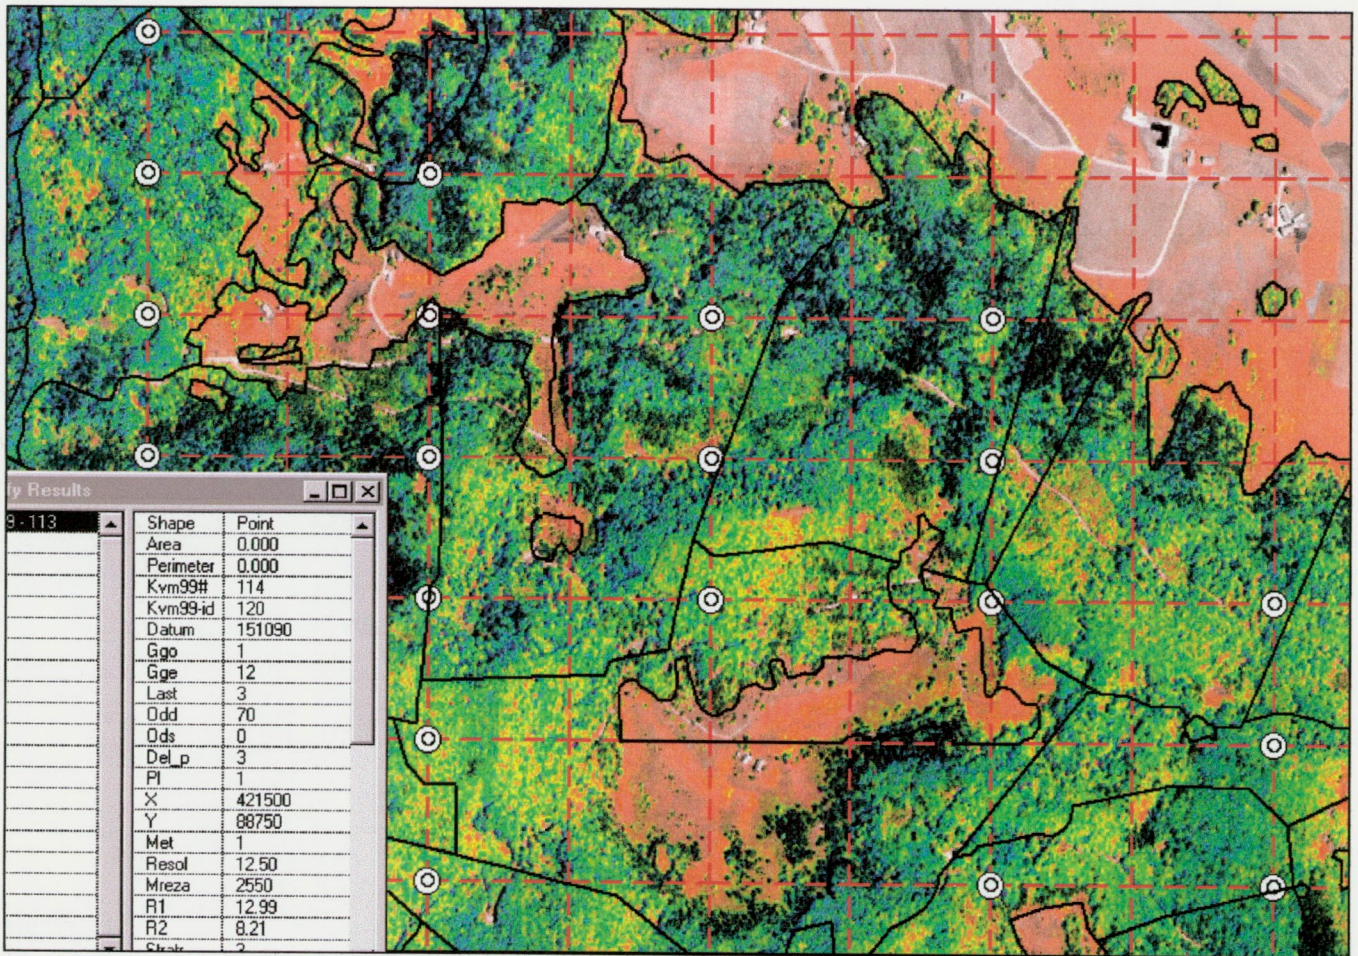 fy Results
9 - 113
Shape Point
Area 0.000
Perimeter 0.000
Kvm99# 114
Kvm99-id 120
Datum 151090
Ggo 1
Gge 12
Last 3
Odd 70
Ods 0
Del_p 3
Pl 1
X 421500
Y 88750
Met 1
Resol 12.50
Mreza 2550
R1 12.99
R2 8.21